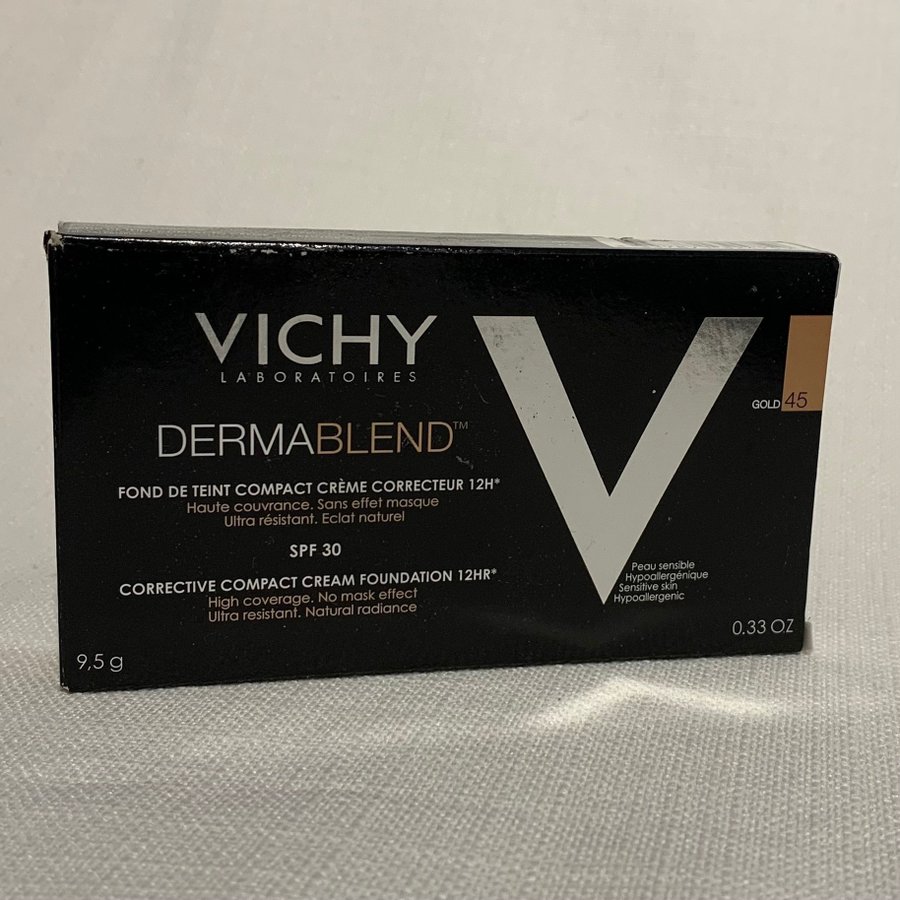 VICHY
LABORATOIRES
DERMABLEND™
FOND DE TEINT COMPACT CRÈME CORRECTEUR 12H*
Haute couvrance. Sans effet masque
Ultra résistant. Eclat naturel
SPF 30
CORRECTIVE COMPACT CREAM FOUNDATION 12HR*
High coverage. No mask effect
Ultra resistant. Natural radiance
9,5 g
V
GOLD 45
Peau sensible
Hypoallergénique
Sensitive skin
Hypoallergenic
0.33 OZ